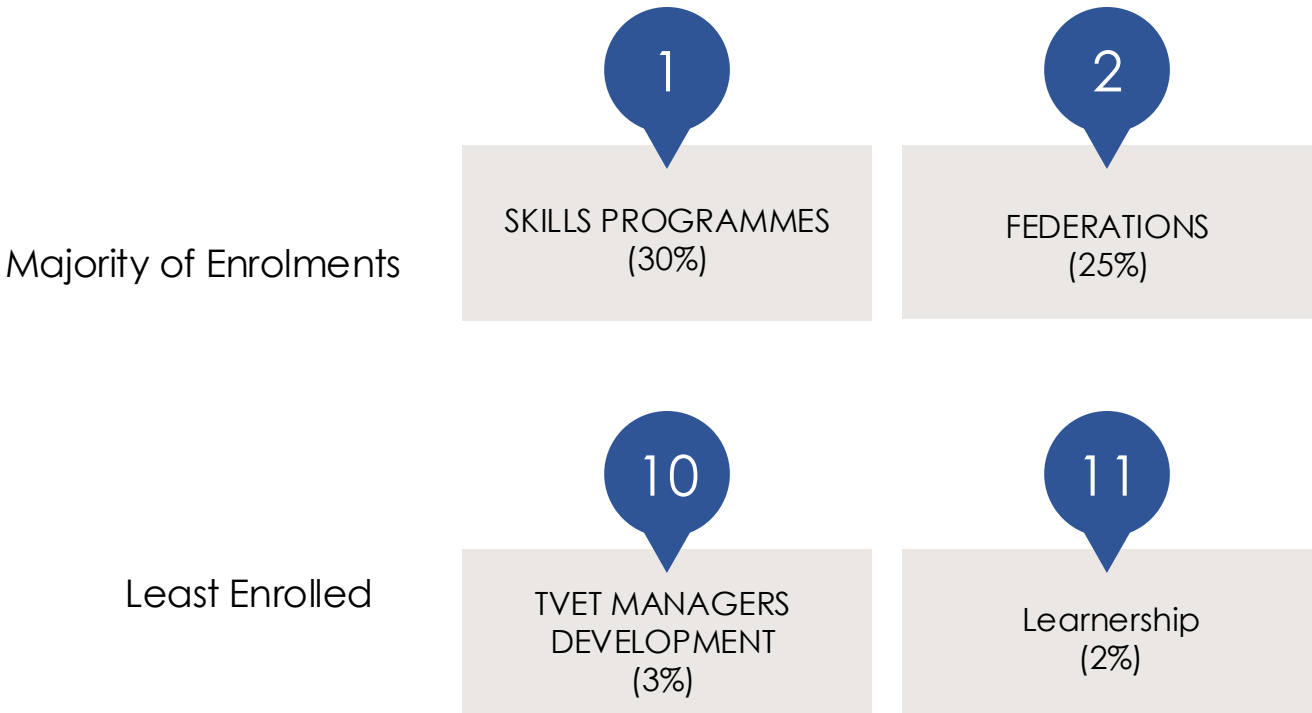 1
2
Majority of Enrolments
SKILLS PROGRAMMES
(30%)
FEDERATIONS
(25%)
10
11
Least Enrolled
TVET MANAGERS
DEVELOPMENT
(3%)
Learnership
(2%)